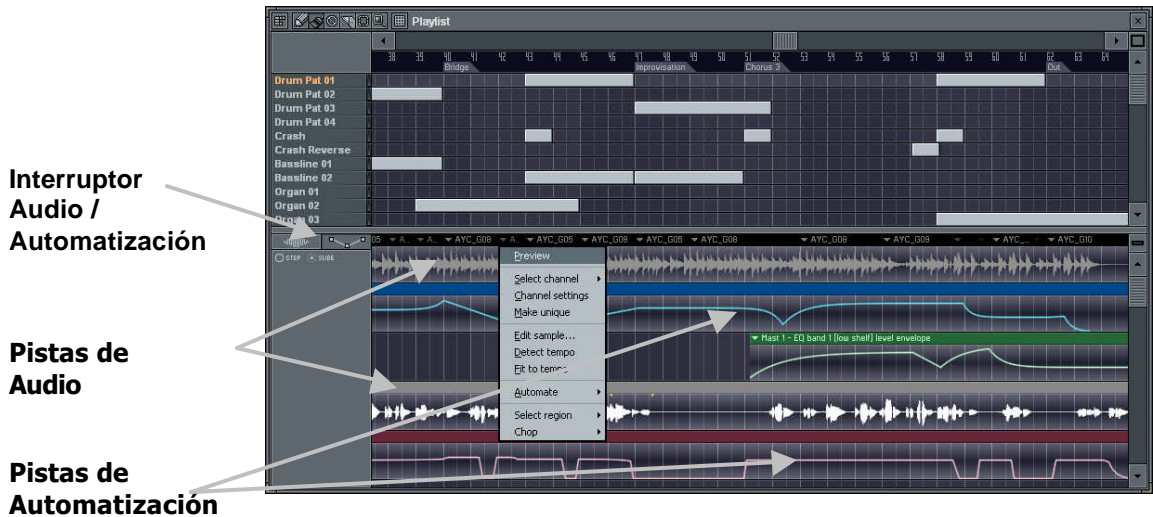 Playlist
38 39 40 41 42 43 44 45 46 47 48 49 50 51 52 53 54 55 56 57 58 59 60 61 62 63 64
Bridge Improvisation Chorus 3 Out
Drum Pat 01
Drum Pat 02
Drum Pat 03
Drum Pat 04
Crash
Crash Reverse
Bassline 01
Bassline 02
Organ 01
Organ 02
Organ 03
Interruptor
Audio /
Automatización
05 A.. A.. AYC_G08 A.. AYC_G05 AYC_G08 AYC_G05 AYC_G08 AYC_G08 AYC_G09 AYC_... AYC_G10
STEP SLIDE
Preview
Select channel
Channel settings
Make unique
Edit sample...
Detect tempo
Fit to tempo
Automate
Select region
Chop
Mast 1 - EQ band 1 (low shelf) level envelope
Pistas de
Audio
Pistas de
Automatización